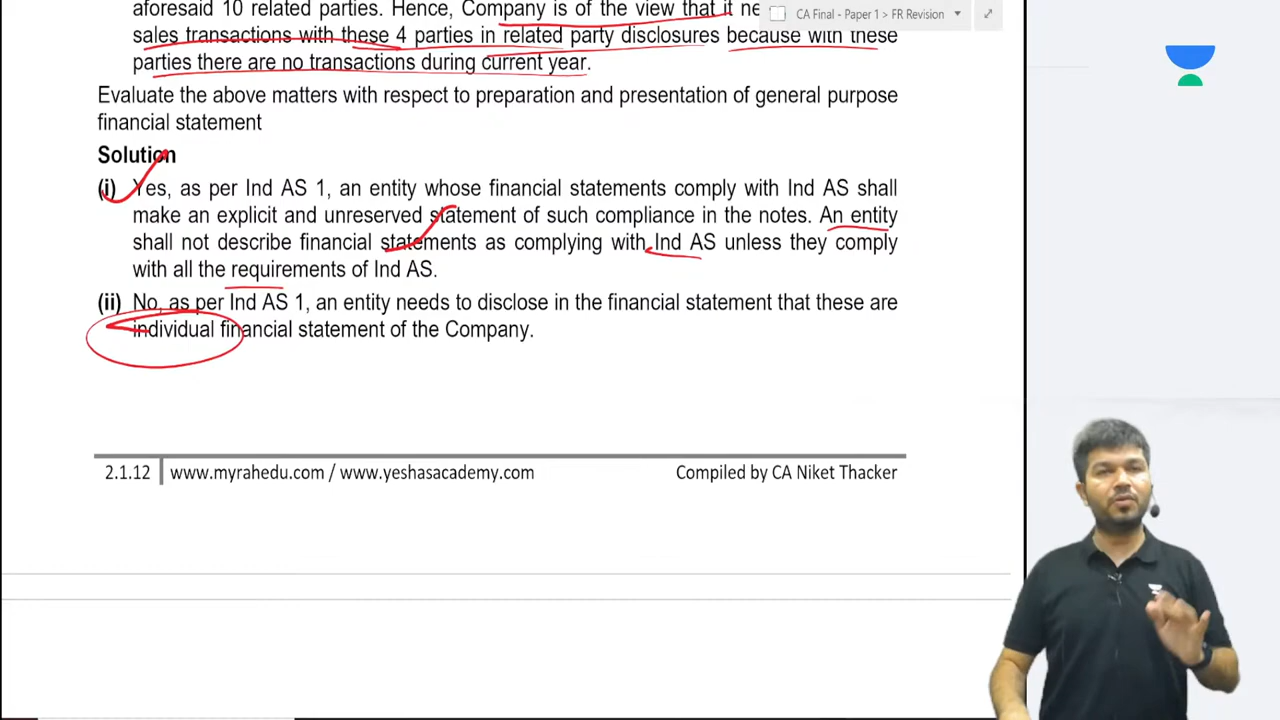 aforesaid 10 related parties. Hence, Company is of the view that it ne
CA Final - Paper 1 > FR Revision
sales transactions with these 4 parties in related party disclosures because with these
parties there are no transactions during current year.
Evaluate the above matters with respect to preparation and presentation of general purpose
financial statement
Solution
(i) Yes, as per Ind AS 1, an entity whose financial statements comply with Ind AS shall
make an explicit and unreserved statement of such compliance in the notes. An entity
shall not describe financial statements as complying with Ind AS unless they comply
with all the requirements of Ind AS.
(ii) No, as per Ind AS 1, an entity needs to disclose in the financial statement that these are
individual financial statement of the Company.
2.1.12 www.myrahedu.com / www.yeshasacademy.com Compiled by CA Niket Thacker